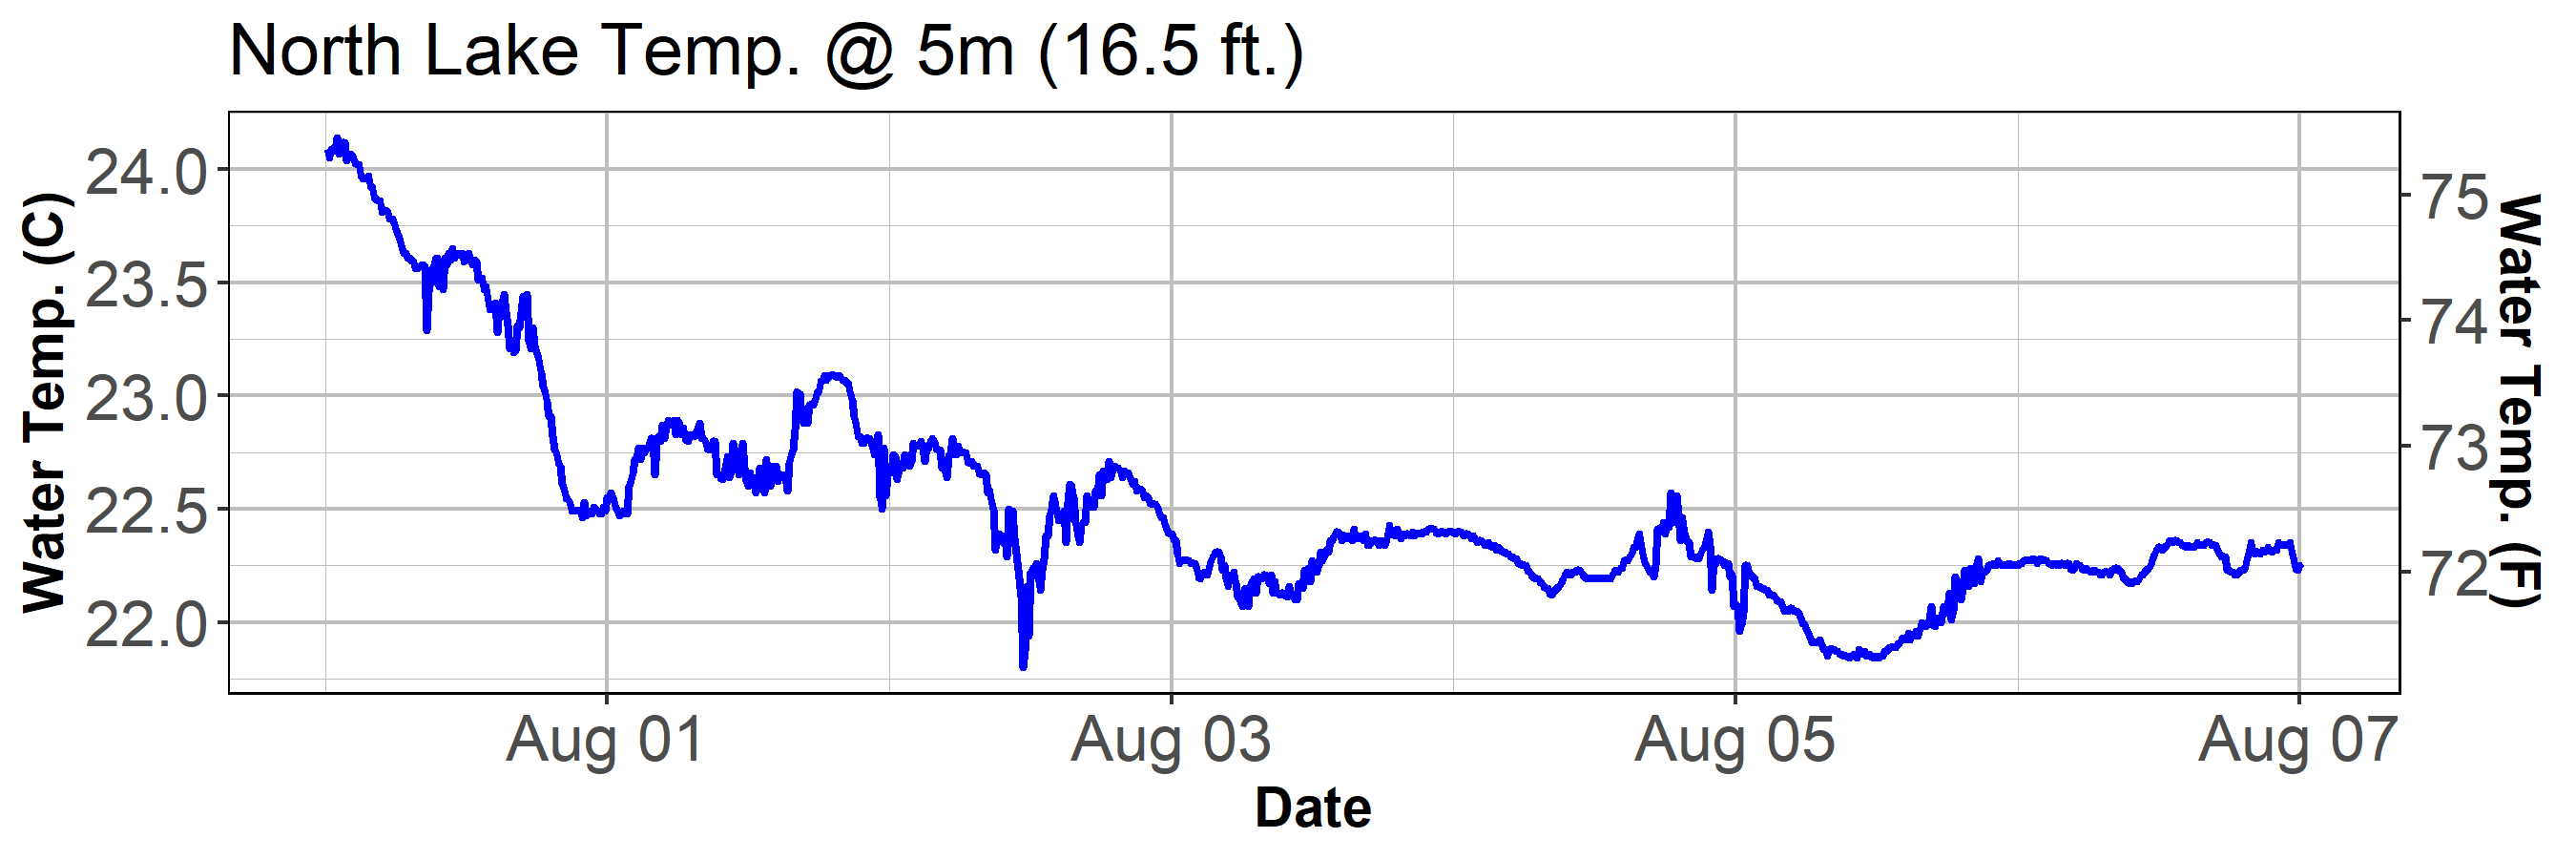 North Lake Temp. @ 5m (16.5 ft.)
Water Temp. (C)
24.0
23.5
23.0
22.5
22.0
75
74
73
72
Water Temp. (F)
Aug 01 Aug 03 Aug 05 Aug 07
Date